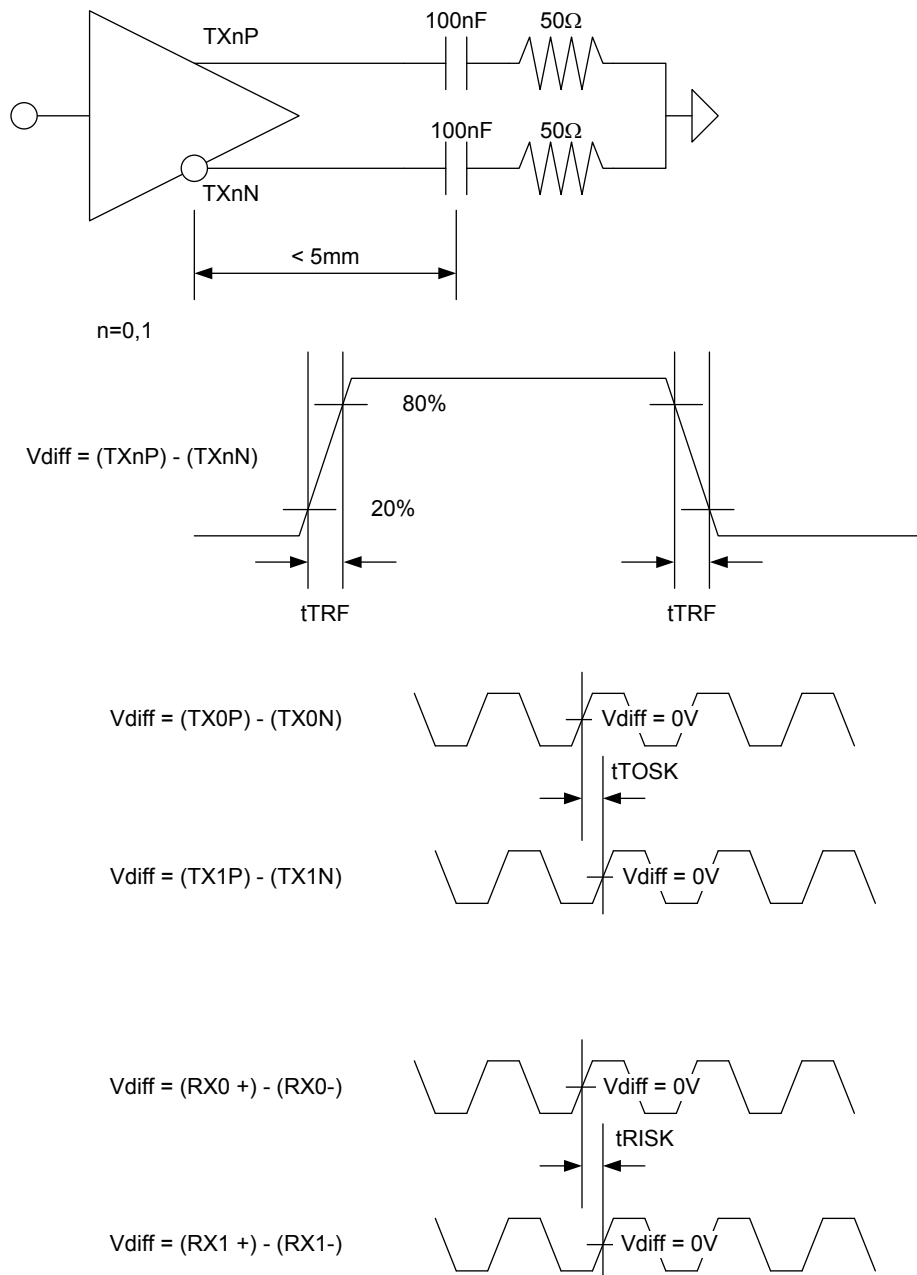 TXnP
100nF
50Ω
100nF
50Ω
TXnN
< 5mm
n=0,1
80%
Vdiff = (TXnP) - (TXnN)
20%
tTRF
tTRF
Vdiff = (TX0P) - (TX0N)
Vdiff = 0V
tTOSK
Vdiff = (TX1P) - (TX1N)
Vdiff = 0V
Vdiff = (RX0 +) - (RX0-)
Vdiff = 0V
tRISK
Vdiff = (RX1 +) - (RX1-)
Vdiff = 0V